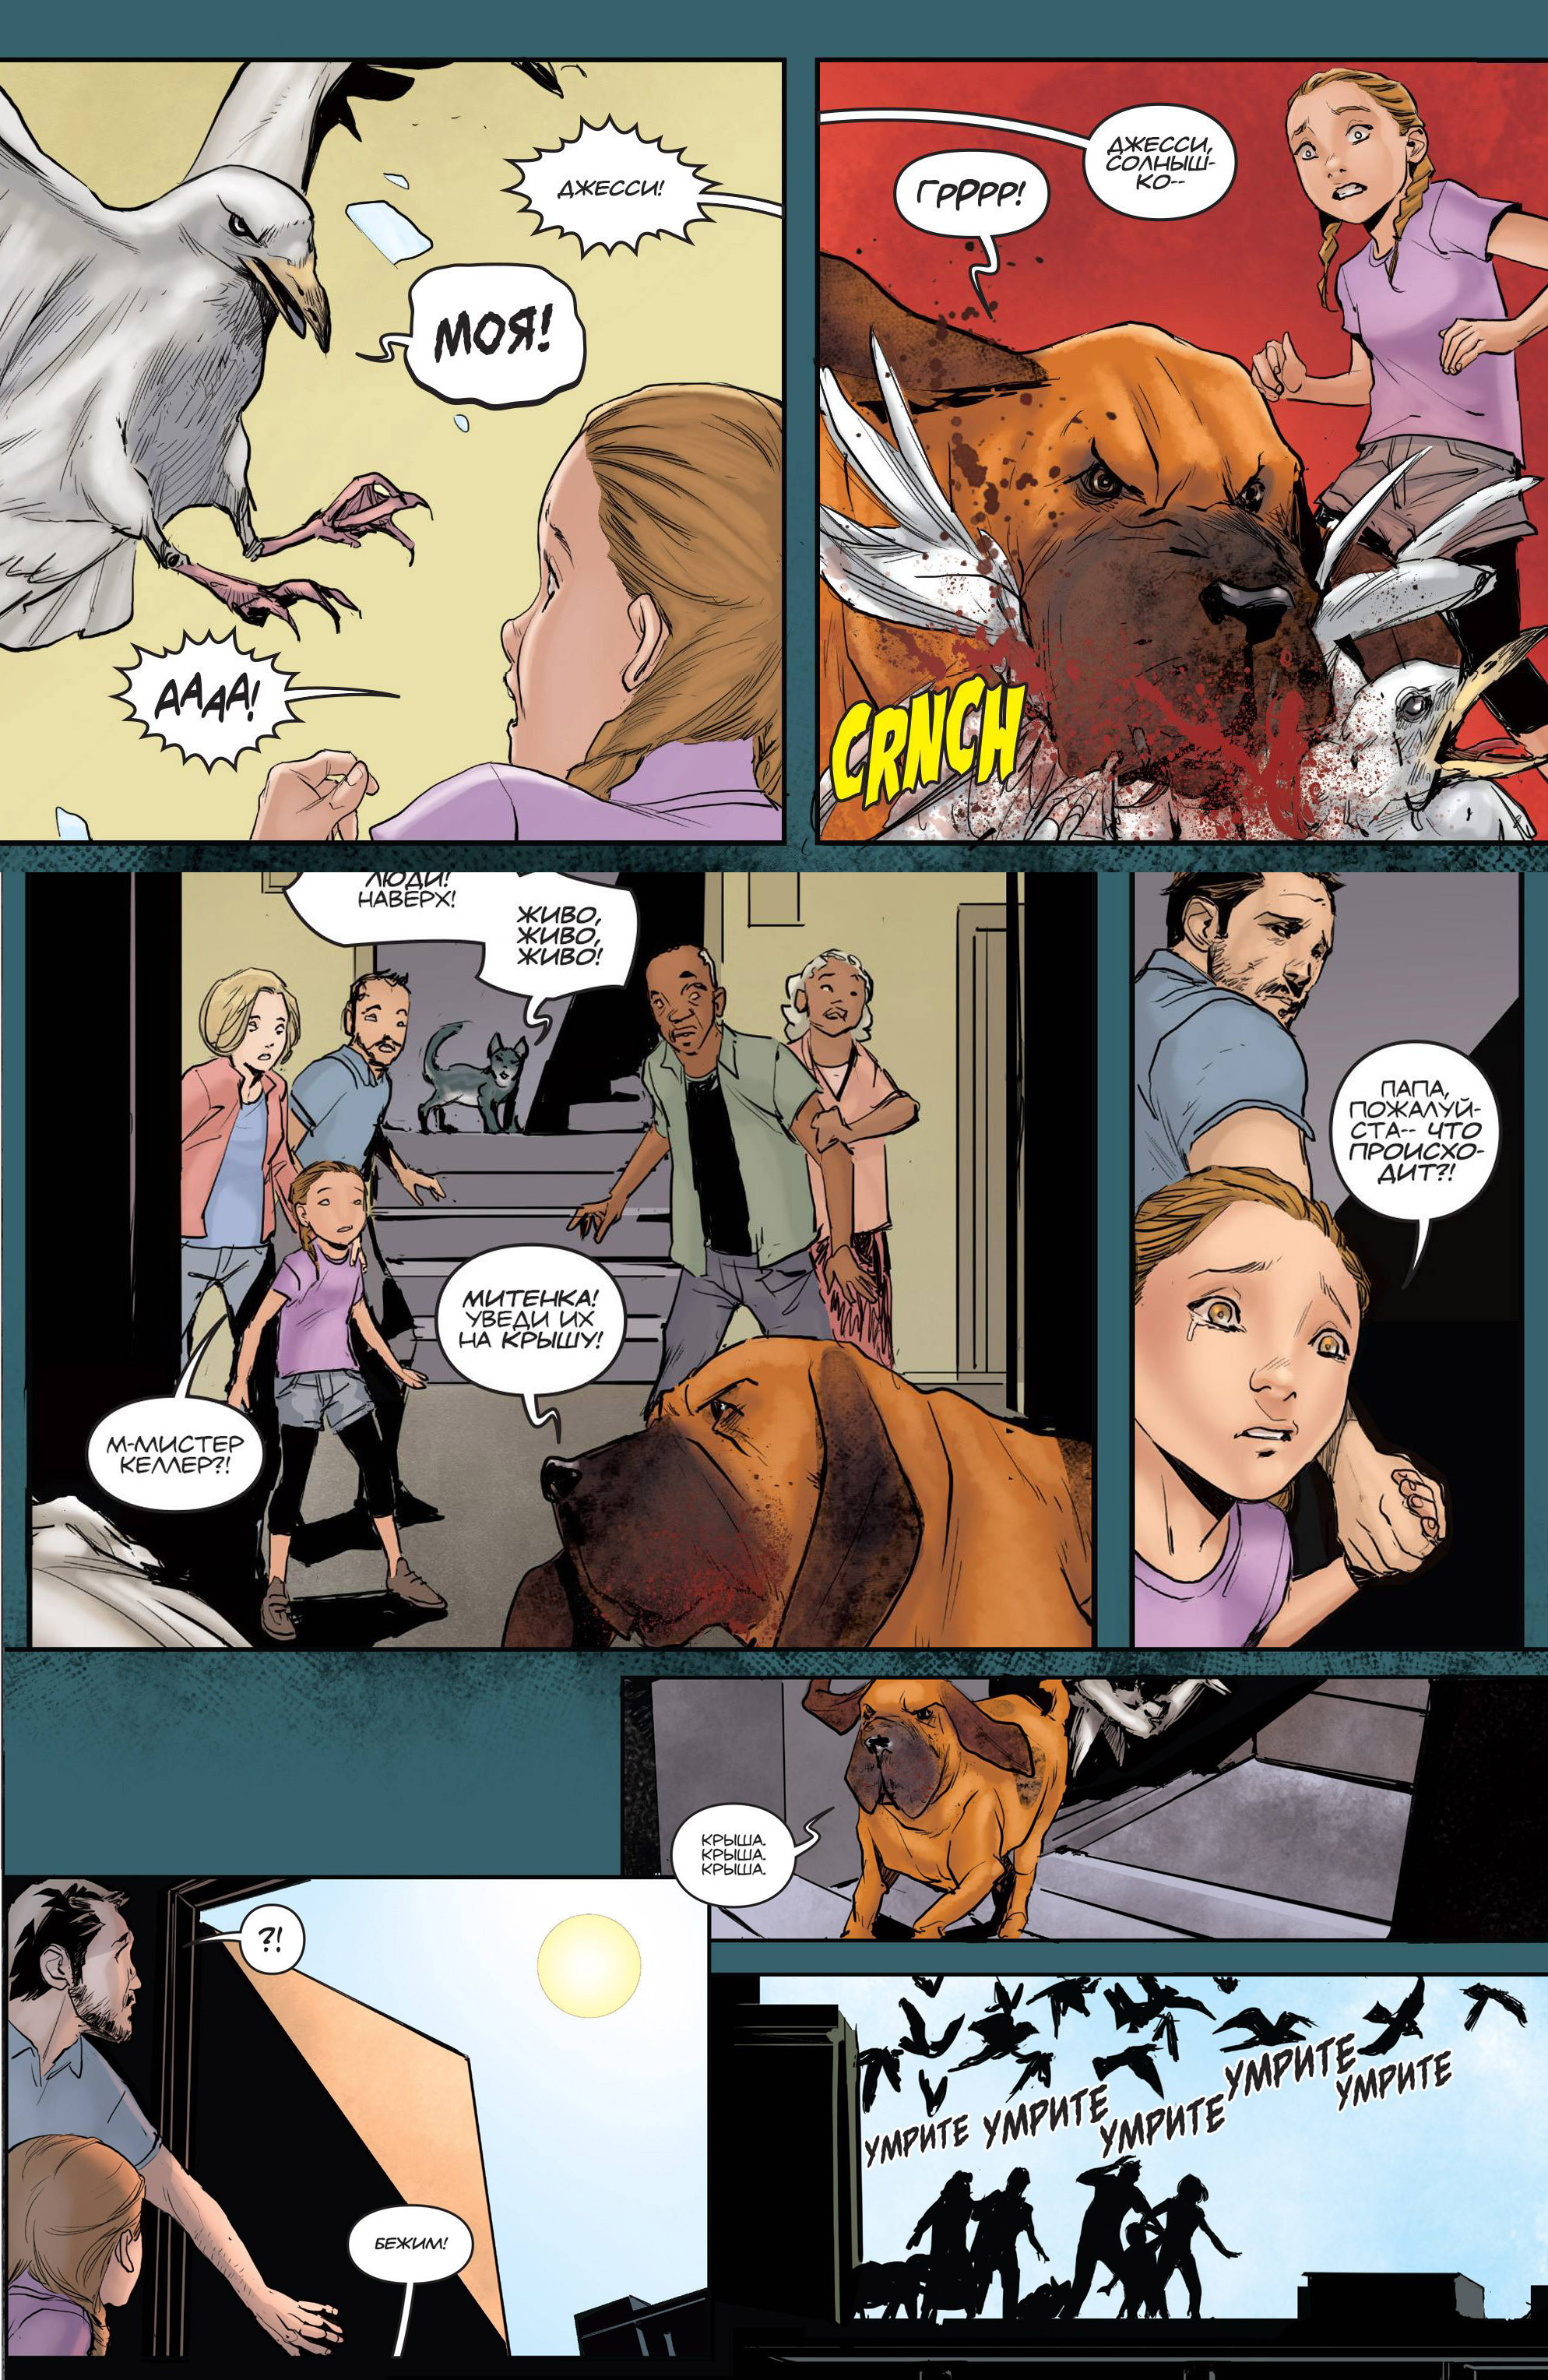 ДЖЕССИ!
МОЯ!
АААА!
ДЖЕССИ,
СОЛНЫШ-
КО--
ГРРРР!
CRNCH
ЛЮДИ!
НАВЕРХ!
ЖИВО,
ЖИВО,
ЖИВО!
М-МИСТЕР
КЕЛЛЕР?!
МИТЕНКА!
УВЕДИ ИХ
НА КРЫШУ!
ПАПА,
ПОЖАЛУЙ-
СТА-- ЧТО
ПРОИСХО-
ДИТ?!
КРЫША.
КРЫША.
КРЫША.
?!
БЕЖИМ!
УМРИТЕ
УМРИТЕ
УМРИТЕ
УМРИТЕ
УМРИТЕ